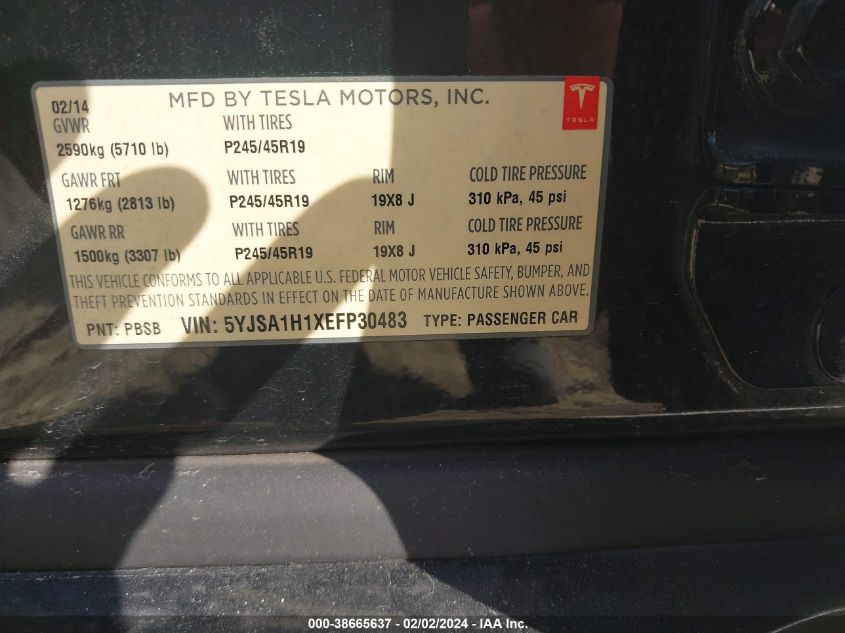 02/14 MFD BY TESLA MOTORS, INC.
TESLA
GVWR WITH TIRES
2590kg (5710 lb) P245/45R19
GAWR FRT WITH TIRES RIM COLD TIRE PRESSURE
1276kg (2813 lb) P245/45R19 19X8 J 310 kPa, 45 psi
GAWR RR WITH TIRES RIM COLD TIRE PRESSURE
1500kg (3307 lb) P245/45R19 19X8 J 310 kPa, 45 psi
THIS VEHICLE CONFORMS TO ALL APPLICABLE U.S. FEDERAL MOTOR VEHICLE SAFETY, BUMPER, AND
THEFT PREVENTION STANDARDS IN EFFECT ON THE DATE OF MANUFACTURE SHOWN ABOVE.
PNT: PBSB VIN: 5YJSA1H1XEFP30483 TYPE: PASSENGER CAR
000-38665637 - 02/02/2024 - IAA Inc.